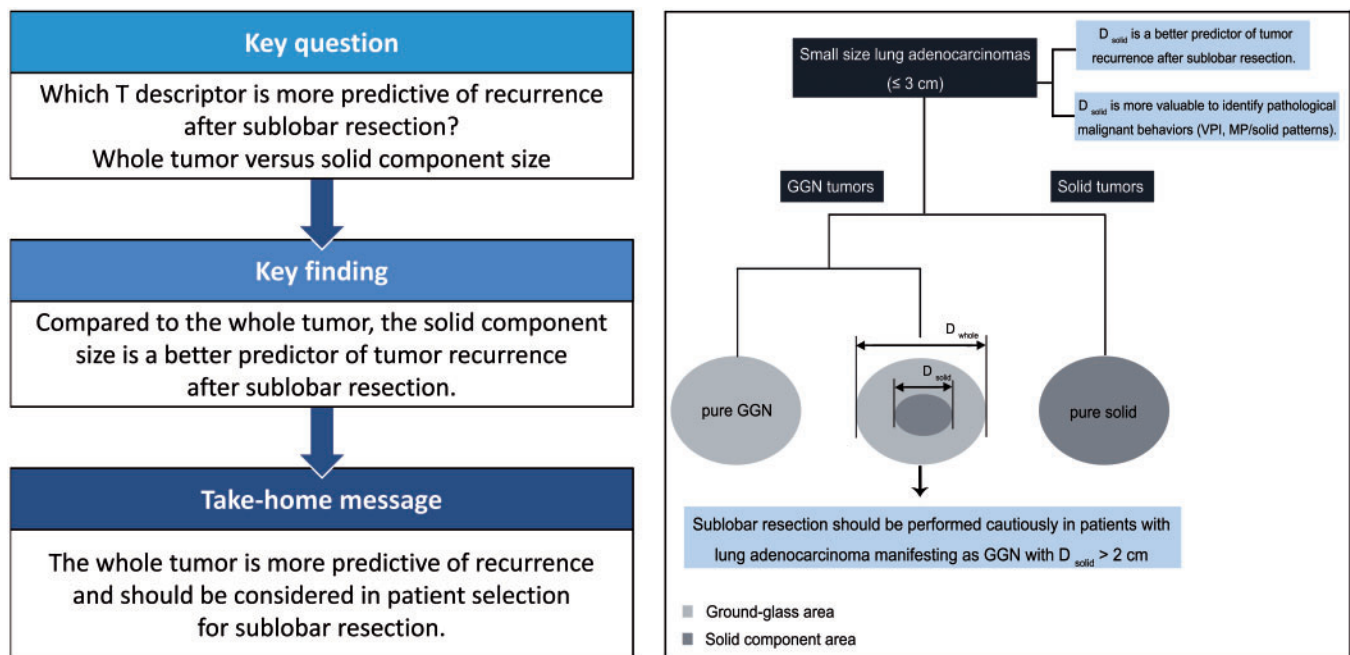 Key question
Which T descriptor is more predictive of recurrence
after sublobar resection?
Whole tumor versus solid component size
Key finding
Compared to the whole tumor, the solid component
size is a better predictor of tumor recurrence
after sublobar resection.
Take-home message
The whole tumor is more predictive of recurrence
and should be considered in patient selection
for sublobar resection.
Small size lung adenocarcinomas
(≤ 3 cm)
D solid is a better predictor of tumor
recurrence after sublobar resection.
D solid is more valuable to identify pathological
malignant behaviors (VPI, MP/solid patterns).
GGN tumors
Solid tumors
D whole
D solid
pure GGN
pure solid
Sublobar resection should be performed cautiously in patients with
lung adenocarcinoma manifesting as GGN with D solid > 2 cm
Ground-glass area
Solid component area